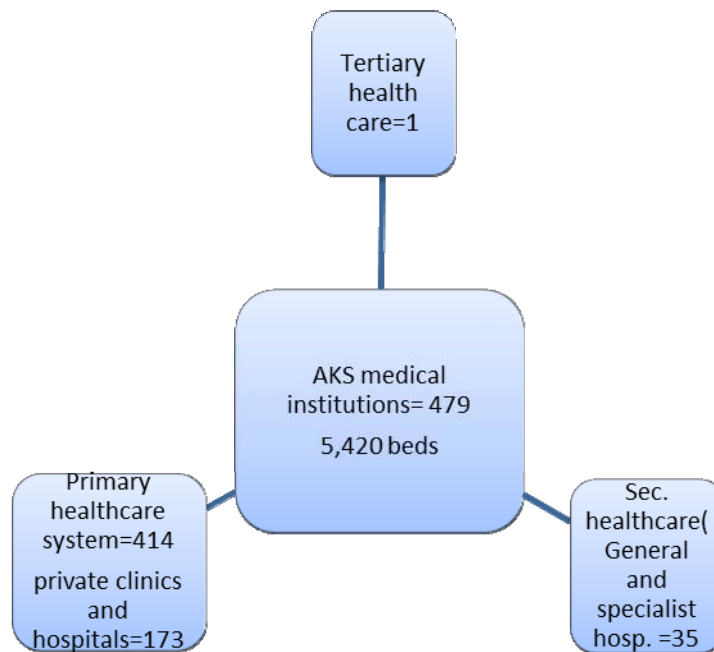 Tertiary
health
care=1
AKS medical
institutions= 479
5,420 beds
Primary
healthcare
system=414
private clinics
and
hospitals=173
Sec.
healthcare(
General
and
specialist
hosp. =35